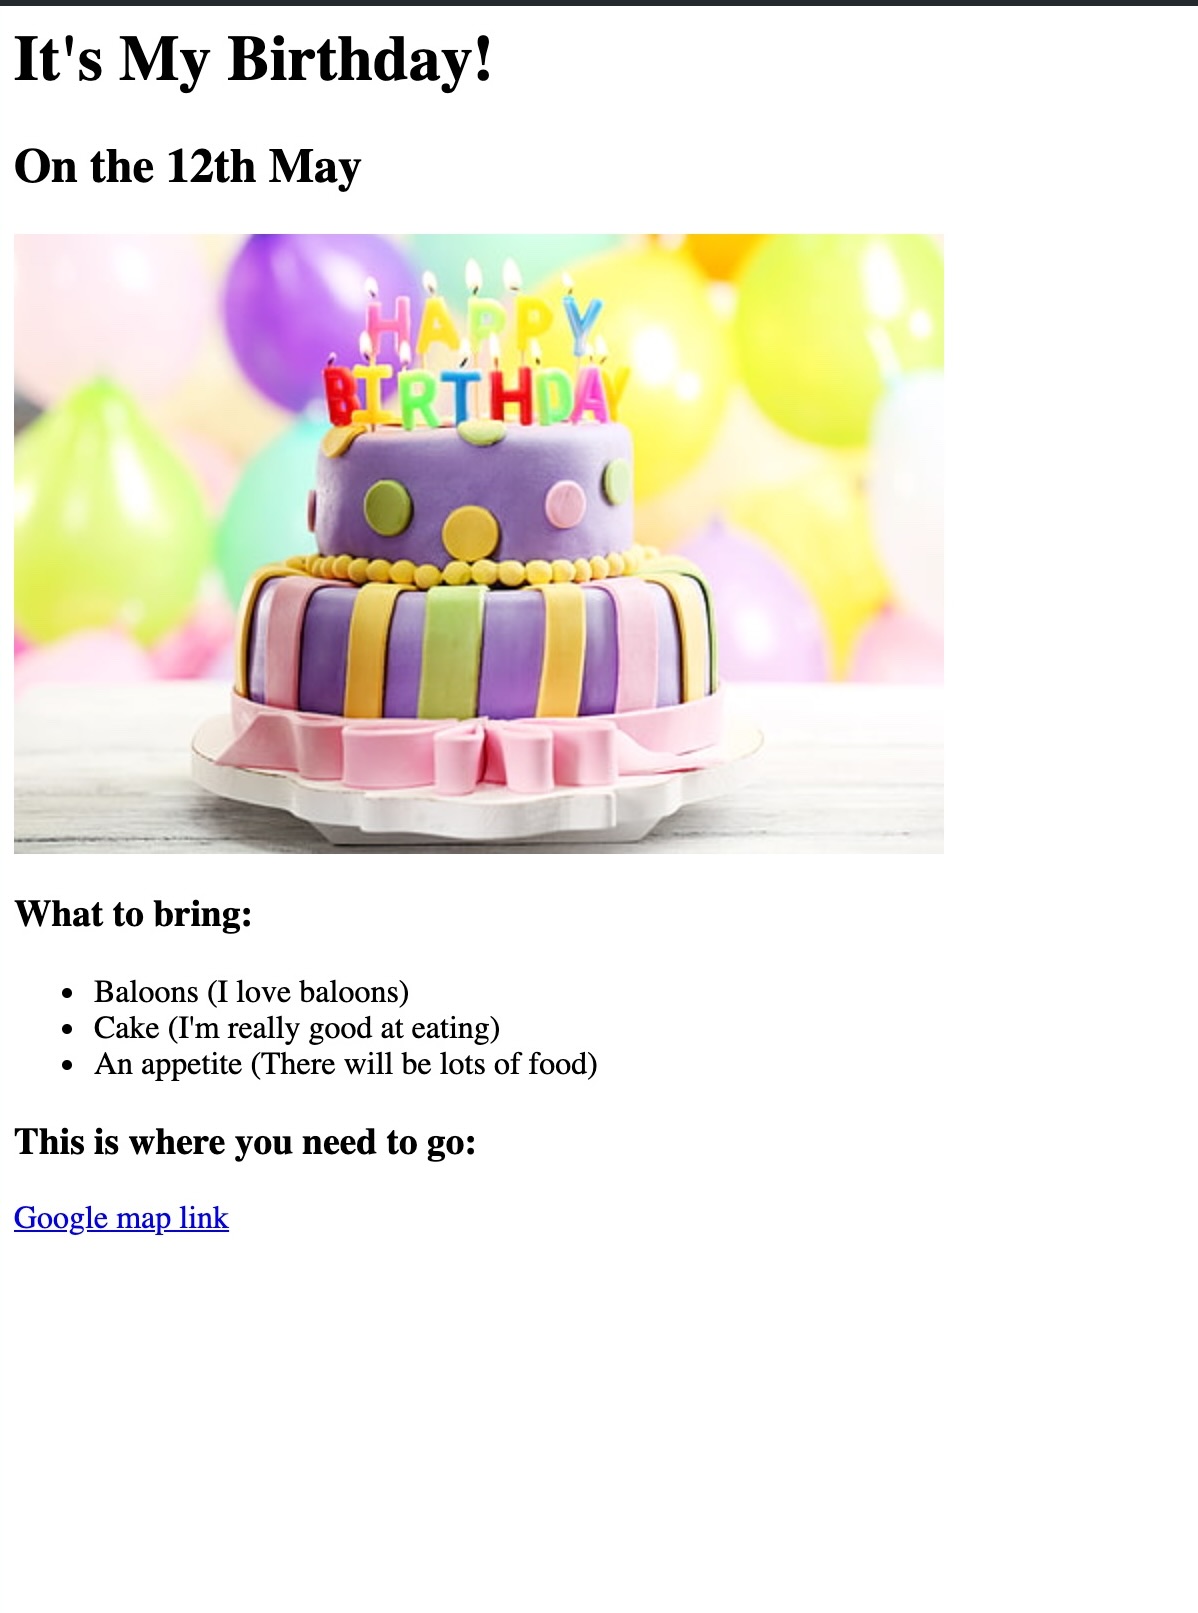 It's My Birthday!
On the 12th May
HAPPY
BIRTHDAY
What to bring:
Baloons (I love baloons)
Cake (I'm really good at eating)
An appetite (There will be lots of food)
This is where you need to go:
Google map link